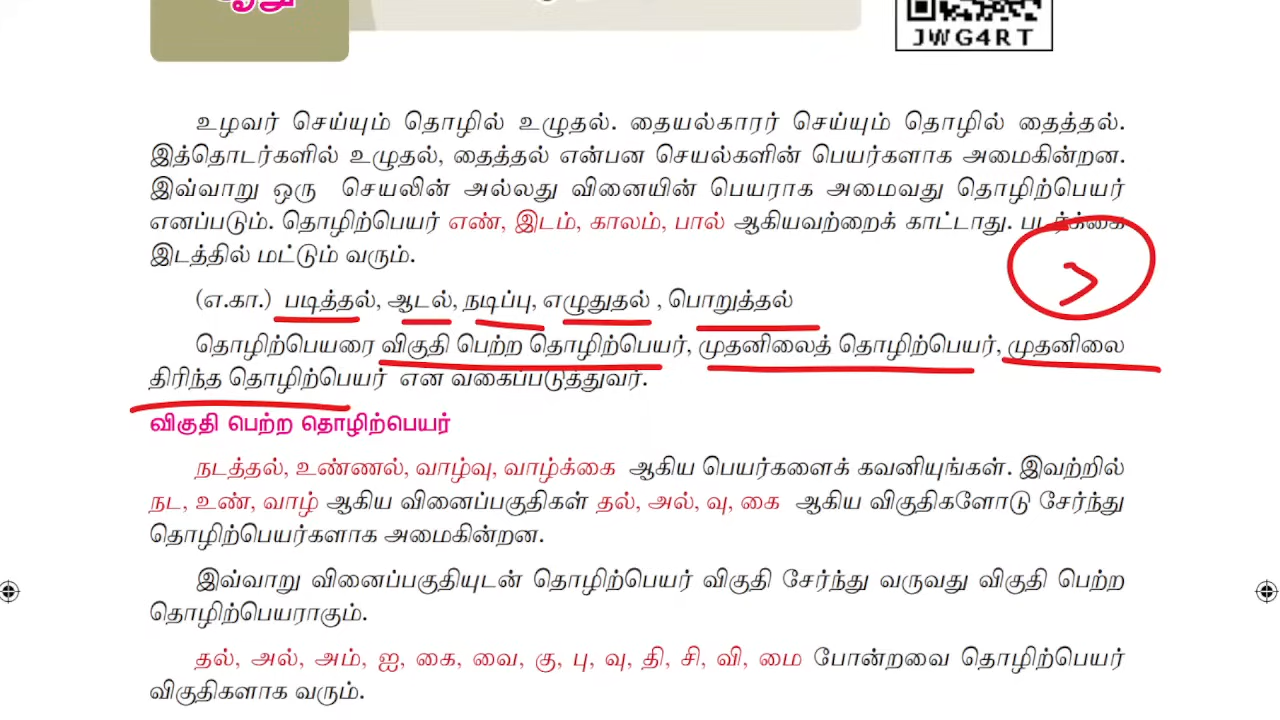 JWG4RT
உழவர் செய்யும் தொழில் உழுதல். தையல்காரர் செய்யும் தொழில் தைத்தல்.
இத்தொடர்களில் உழுதல், தைத்தல் என்பன செயல்களின் பெயர்களாக அமைகின்றன.
இவ்வாறு ஒரு செயலின் அல்லது வினையின் பெயராக அமைவது தொழிற்பெயர்
எனப்படும். தொழிற்பெயர் எண், இடம், காலம், பால் ஆகியவற்றைக் காட்டாது. படர்க்கை
இடத்தில் மட்டும் வரும்.
(எ.கா.) படித்தல், ஆடல், நடிப்பு, எழுதுதல் , பொறுத்தல்
தொழிற்பெயரை விகுதி பெற்ற தொழிற்பெயர், முதனிலைத் தொழிற்பெயர், முதனிலை
திரிந்த தொழிற்பெயர் என வகைப்படுத்துவர்.
விகுதி பெற்ற தொழிற்பெயர்
நடத்தல், உண்ணல், வாழ்வு, வாழ்க்கை ஆகிய பெயர்களைக் கவனியுங்கள். இவற்றில்
நட, உண், வாழ் ஆகிய வினைப்பகுதிகள் தல், அல், வு, கை ஆகிய விகுதிகளோடு சேர்ந்து
தொழிற்பெயர்களாக அமைகின்றன.
இவ்வாறு வினைப்பகுதியுடன் தொழிற்பெயர் விகுதி சேர்ந்து வருவது விகுதி பெற்ற
தொழிற்பெயராகும்.
தல், அல், அம், ஐ, கை, வை, கு, பு, வு, தி, சி, வி, மை போன்றவை தொழிற்பெயர்
விகுதிகளாக வரும்.